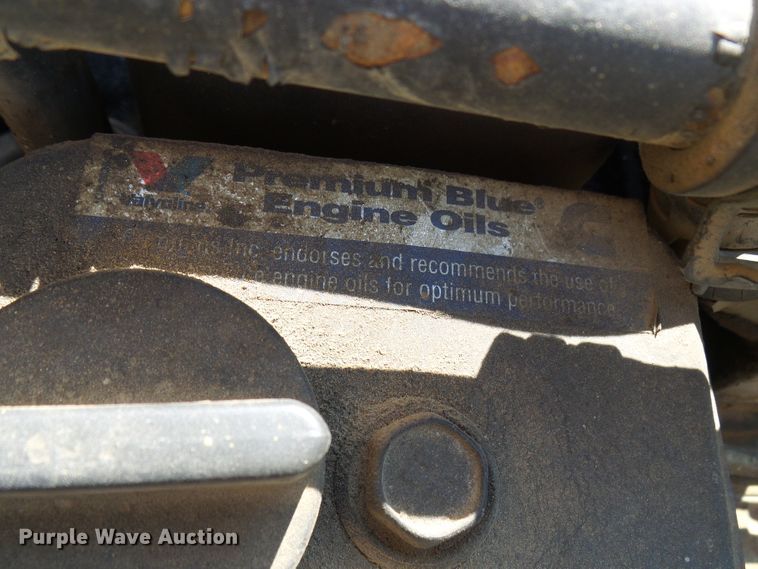 Valvoline
Premium Blue®
Engine Oils
Inc. endorses and recommends the use of
engine oils for optimum performance.
Purple Wave Auction